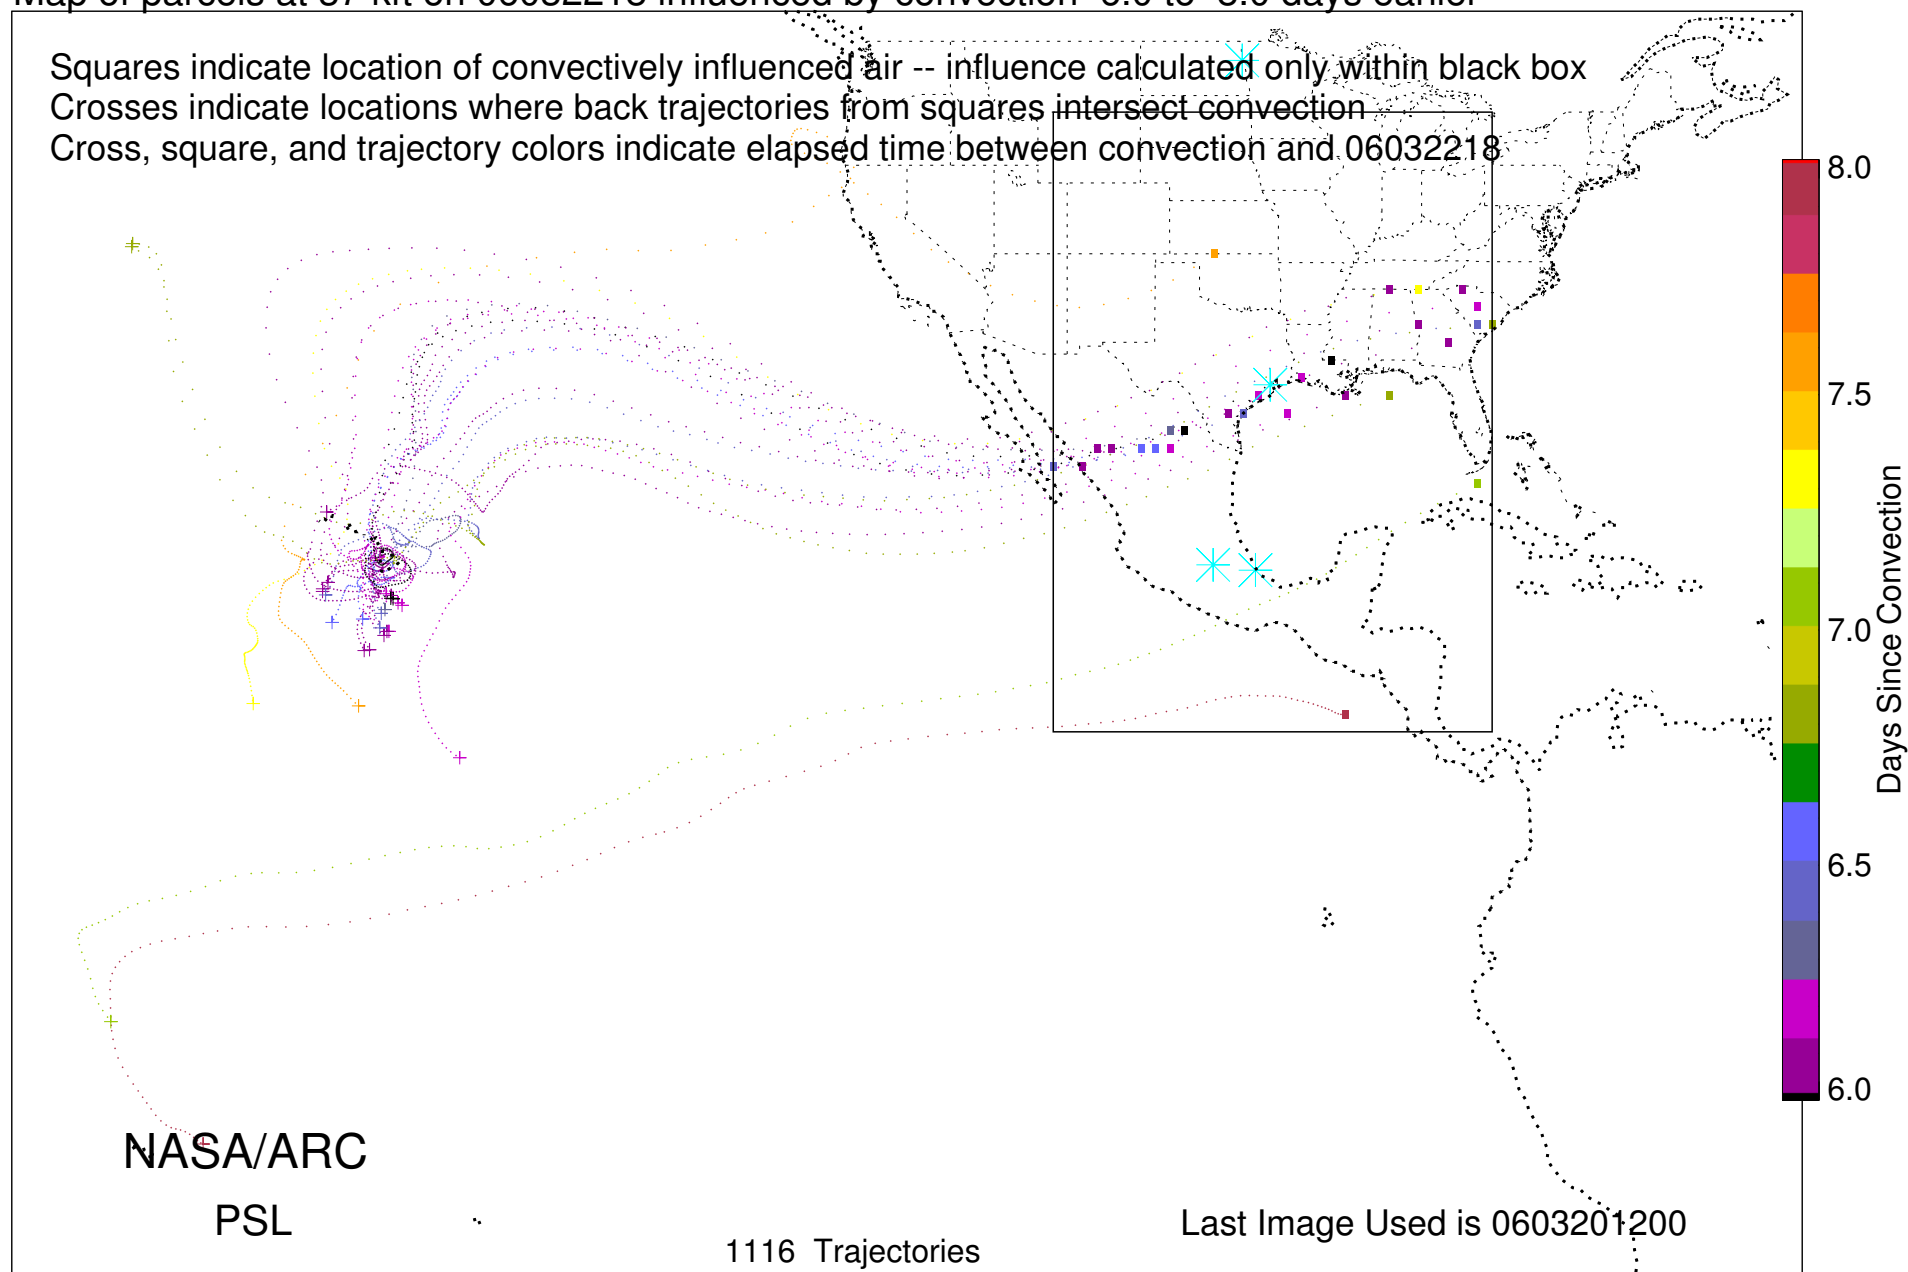 Squares indicate location of convectively influenced air -- influence calculated only within black box
Crosses indicate locations where back trajectories from squares intersect convection
Cross, square, and trajectory colors indicate elapsed time between convection and 06032218
8.0
7.5
7.0
6.5
6.0
Days Since Convection
NASA/ARC
PSL
1116 Trajectories
Last Image Used is 0603201200